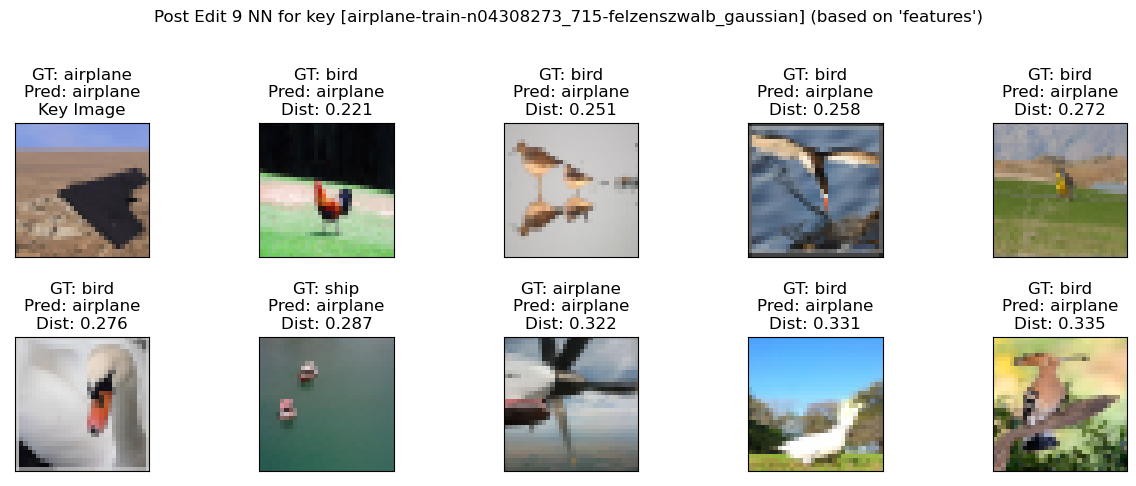 Post Edit 9 NN for key [airplane-train-n04308273_715-felzenszwalb_gaussian] (based on 'features')
GT: airplane
Pred: airplane
Key Image
GT: bird
Pred: airplane
Dist: 0.221
GT: bird
Pred: airplane
Dist: 0.251
GT: bird
Pred: airplane
Dist: 0.258
GT: bird
Pred: airplane
Dist: 0.272
GT: bird
Pred: airplane
Dist: 0.276
GT: ship
Pred: airplane
Dist: 0.287
GT: airplane
Pred: airplane
Dist: 0.322
GT: bird
Pred: airplane
Dist: 0.331
GT: bird
Pred: airplane
Dist: 0.335